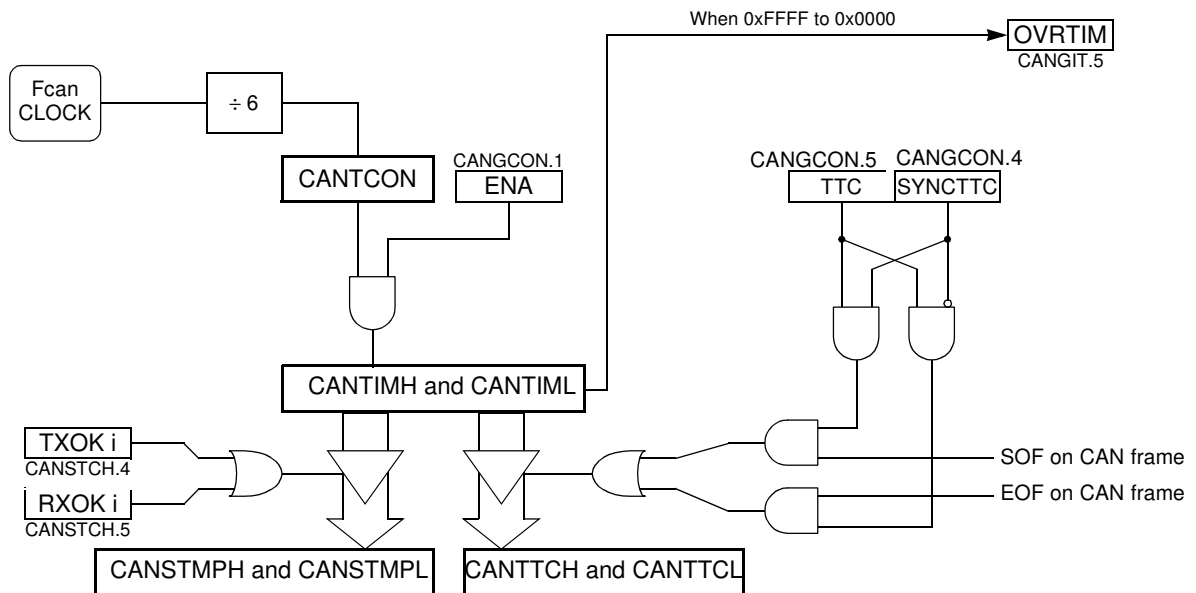 When 0xFFFF to 0x0000
OVRTIM
CANGIT.5
Fcan
CLOCK
÷ 6
CANTCON
CANGCON.1
ENA
CANGCON.5
CANGCON.4
TTC
SYNCTTC
CANTIMH and CANTIML
TXOK i
CANSTCH.4
RXOK i
CANSTCH.5
SOF on CAN frame
EOF on CAN frame
CANSTMPH and CANSTMPL
CANTTCH and CANTTCL